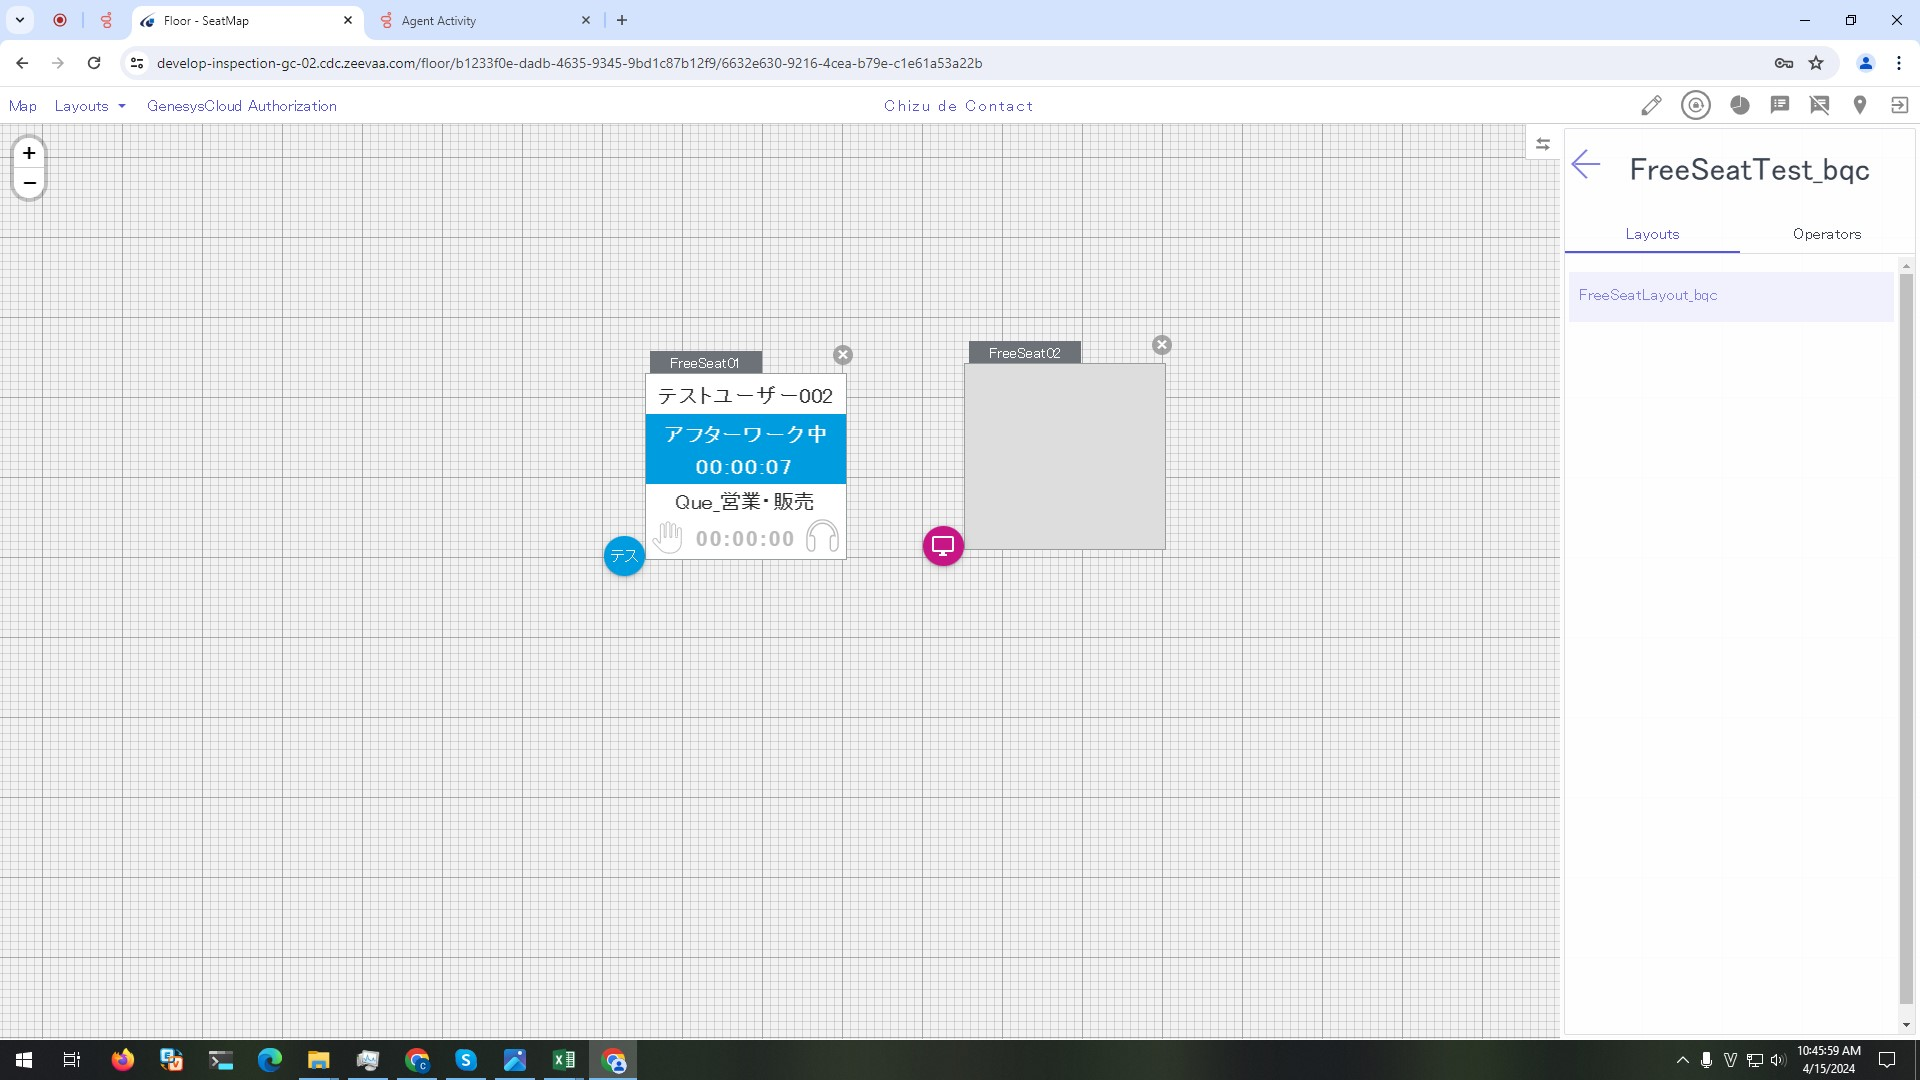 Floor - SeatMap
Agent Activity
develop-inspection-gc-02.cdc.zeevaa.com/floor/b1233f0e-dadb-4635-9345-9bd1c87b12f9/6632e630-9216-4cea-b79e-c1e61a53a22b
Map Layouts GenesysCloud Authorization Chizu de Contact
FreeSeatTest_bqc
Layouts Operators
FreeSeatLayout_bqc
FreeSeat01
テストユーザー002
アフターワーク中
00:00:07
Que_営業・販売
00:00:00
テス
FreeSeat02
10:45:59 AM
4/15/2024